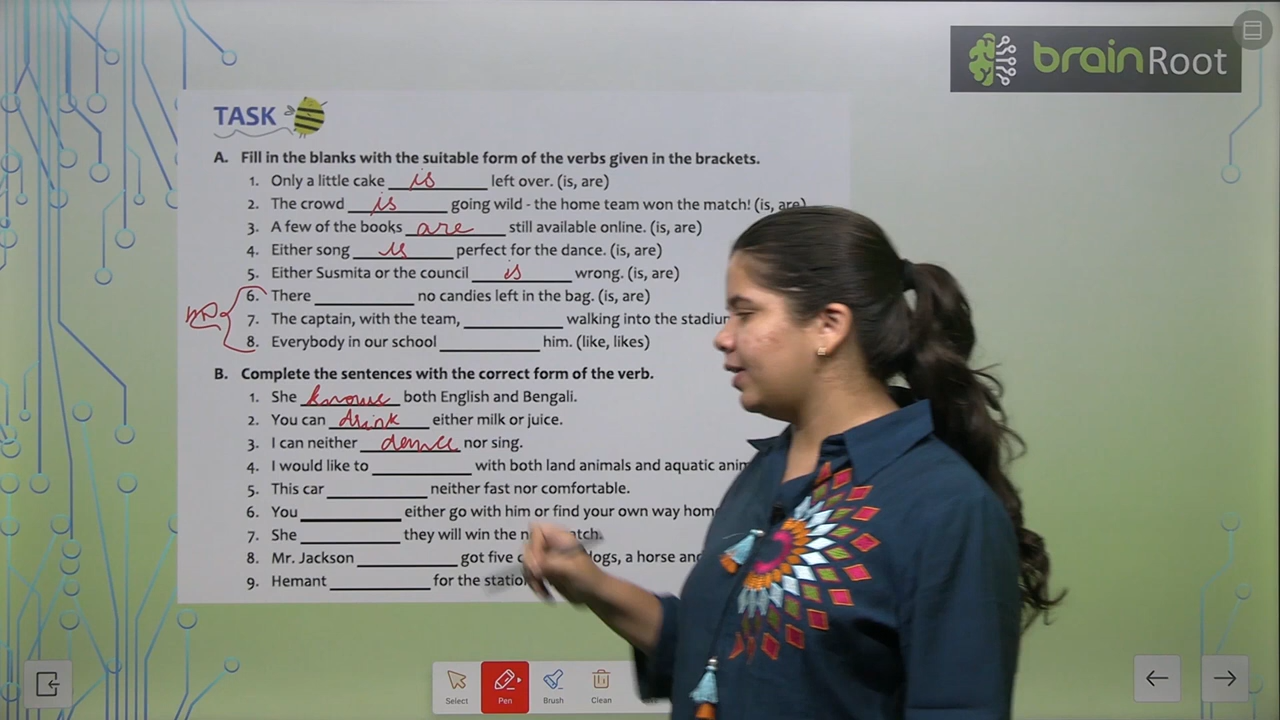 brainRoot
TASK
A. Fill in the blanks with the suitable form of the verbs given in the brackets.
1. Only a little cake is left over. (is, are)
2. The crowd is going wild - the home team won the match! (is, are)
3. A few of the books are still available online. (is, are)
4. Either song is perfect for the dance. (is, are)
5. Either Susmita or the council is wrong. (is, are)
6. There ____ no candies left in the bag. (is, are)
7. The captain, with the team, ____ walking into the
8. Everybody in our school ____ him. (like, likes)
B. Complete the sentences with the correct form of the verb.
1. She knows both English and Bengali.
2. You can drink either milk or juice.
3. I can neither dance nor sing.
4. I would like to ____ with both land animals and aquatic
5. This car ____ neither fast nor comfortable.
6. You ____ either go with him or find your own way
7. She ____ they will win the
8. Mr. Jackson ____ got five dogs, a horse
9. Hemant ____ for the
Select Pen Brush Clean